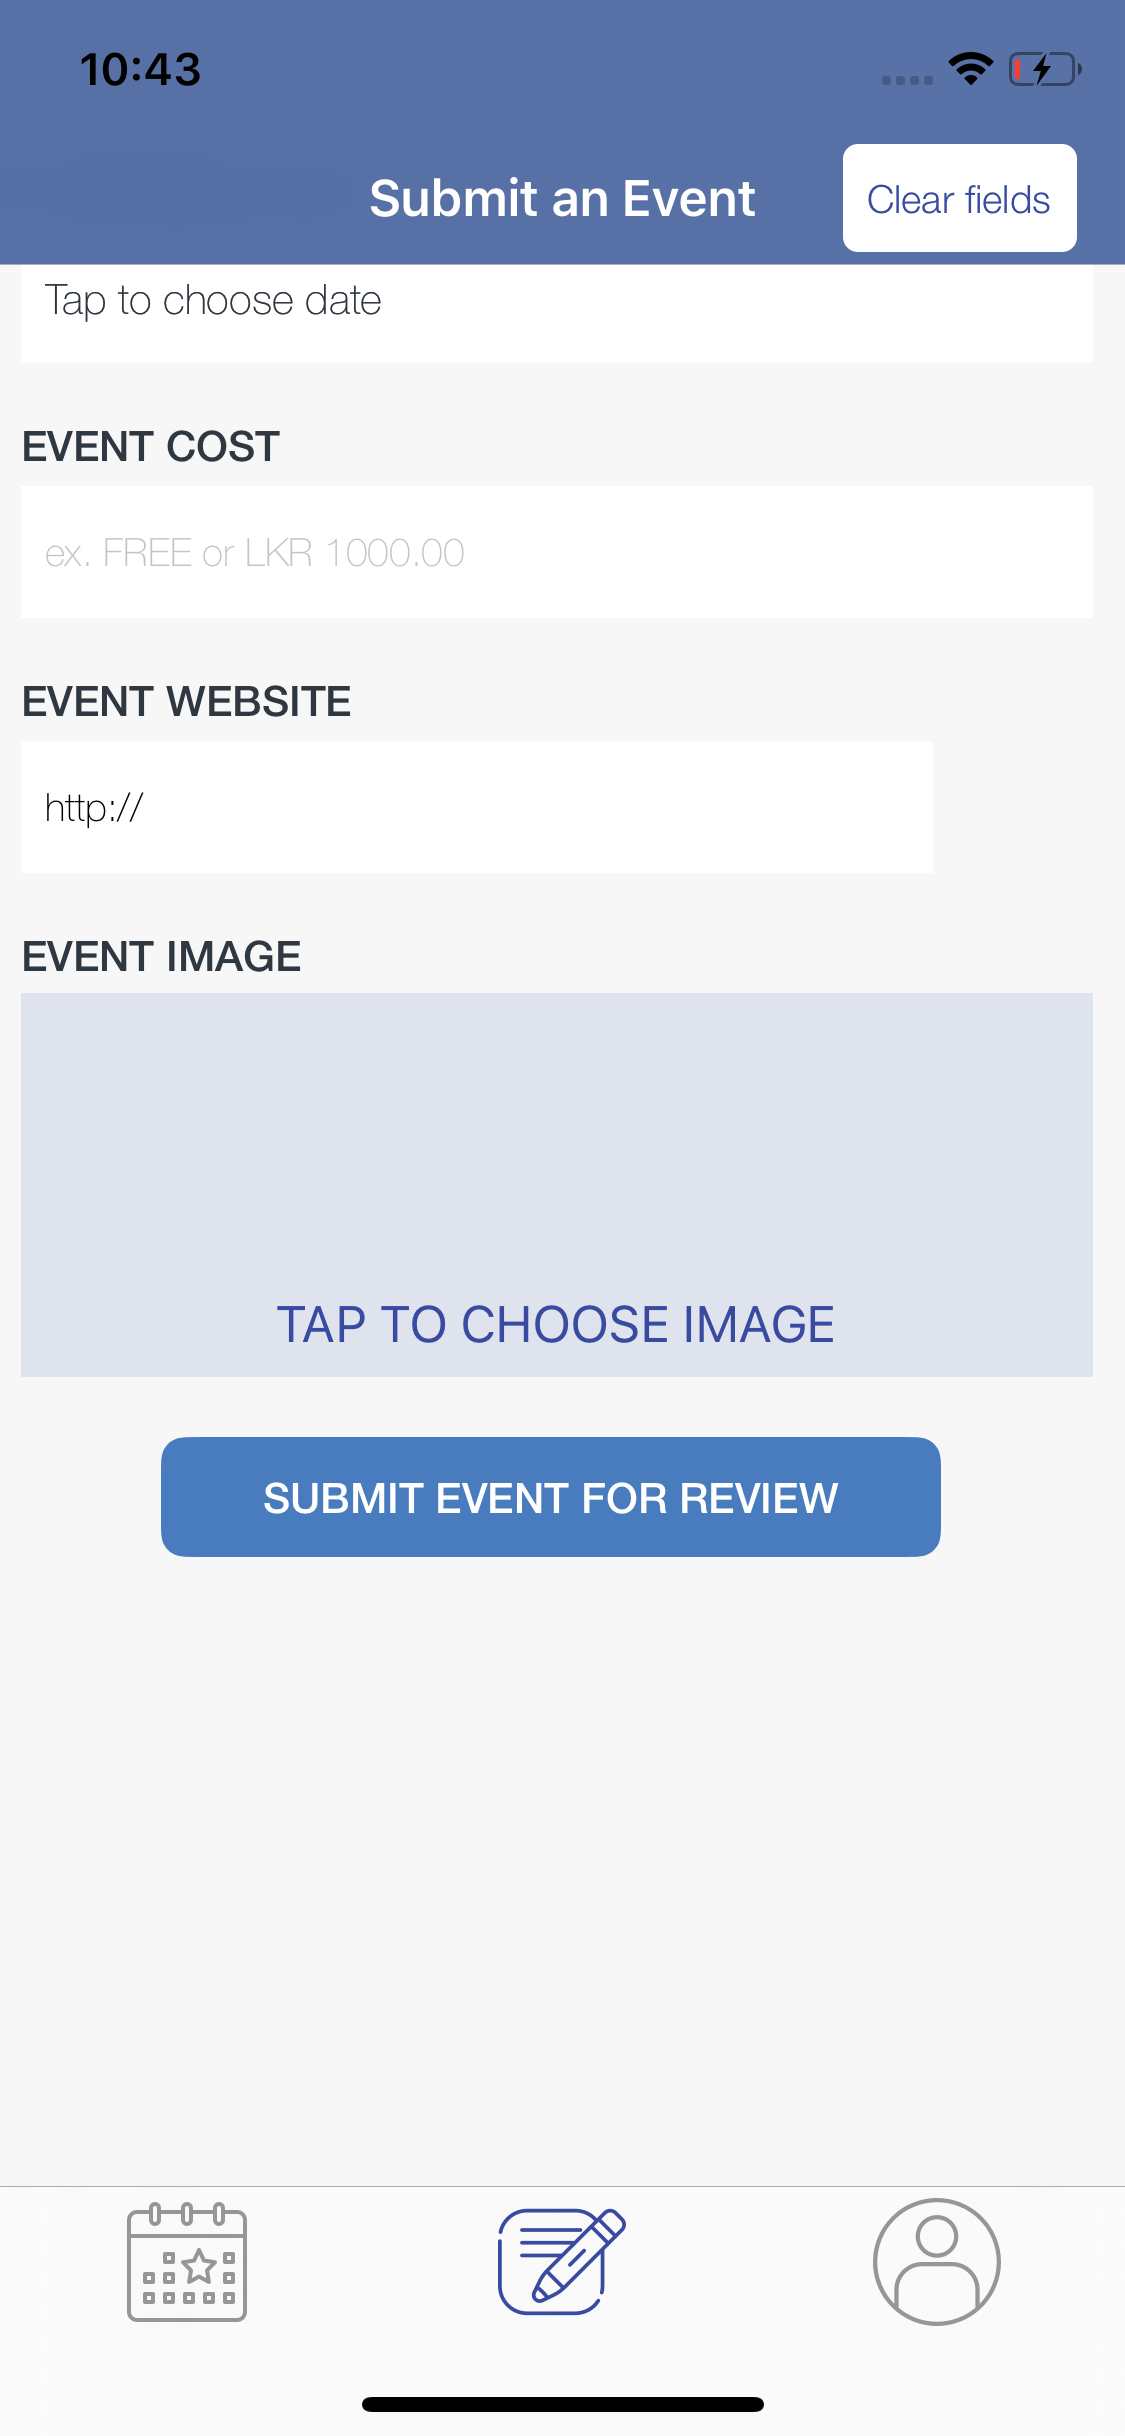 10:43
Submit an Event
Clear fields
Tap to choose date
EVENT COST
ex. FREE or LKR 1000.00
EVENT WEBSITE
http://
EVENT IMAGE
TAP TO CHOOSE IMAGE
SUBMIT EVENT FOR REVIEW